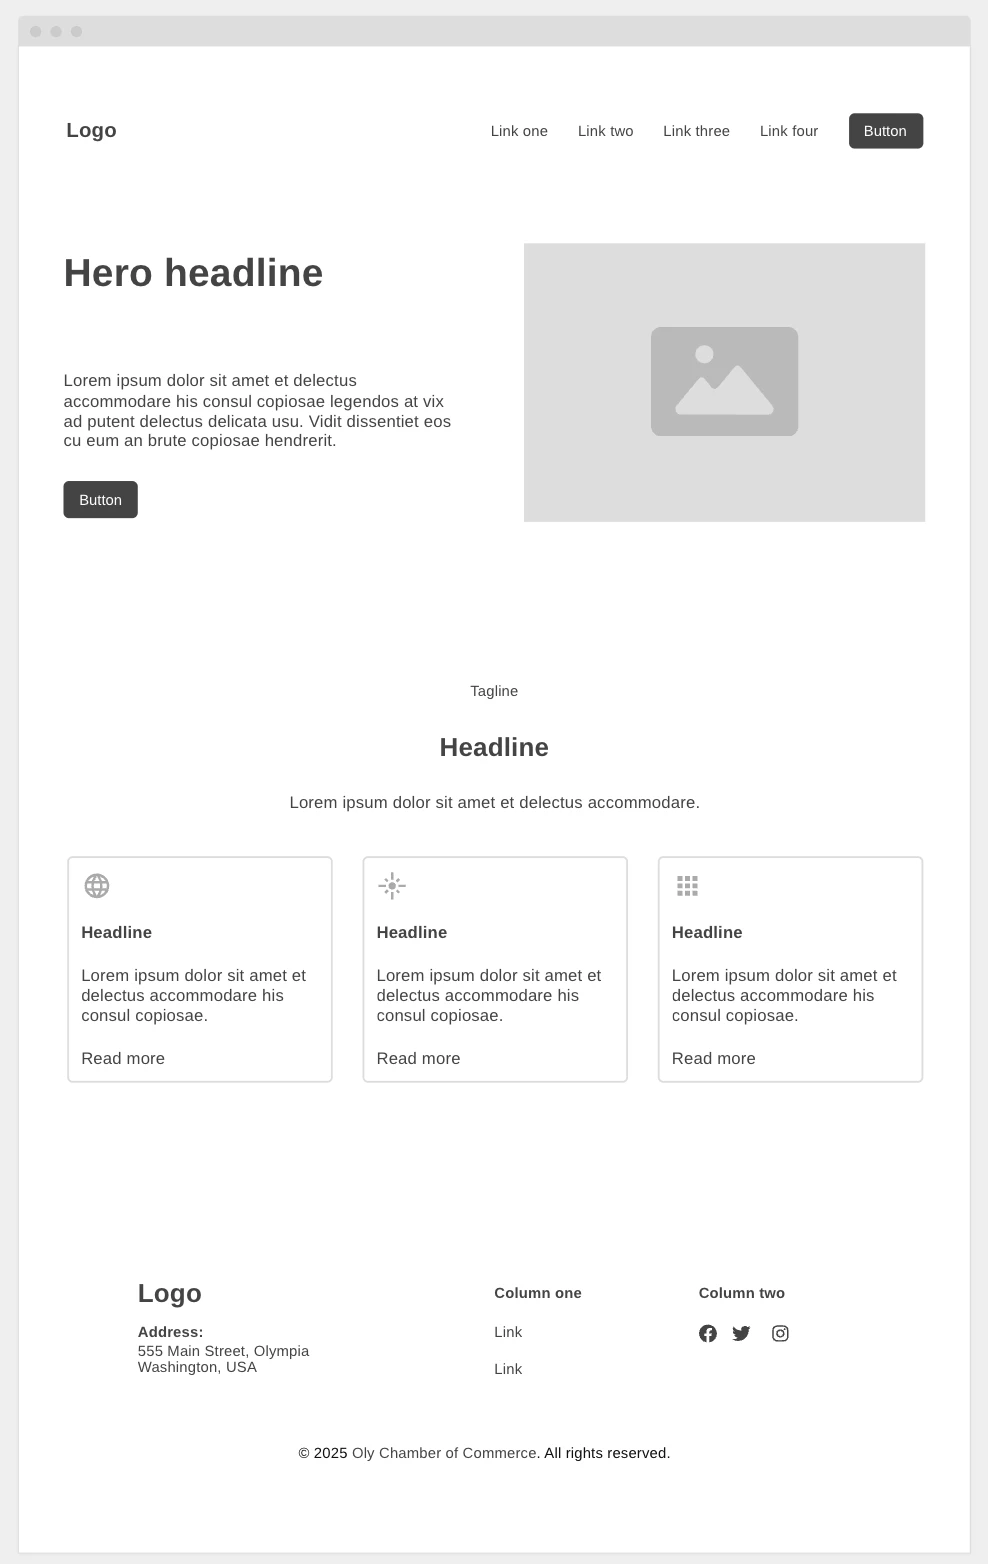 Logo
Link one
Link two
Link three
Link four
Button
Hero headline
Lorem ipsum dolor sit amet et delectus
accommodare his consul copiosae legendos at vix
ad putent delectus delicata usu. Vidit dissentiet eos
cu eum an brute copiosae hendrerit.
Button
Tagline
Headline
Lorem ipsum dolor sit amet et delectus accommodare.
Headline
Lorem ipsum dolor sit amet et
delectus accommodare his
consul copiosae.
Read more
Headline
Lorem ipsum dolor sit amet et
delectus accommodare his
consul copiosae.
Read more
Headline
Lorem ipsum dolor sit amet et
delectus accommodare his
consul copiosae.
Read more
Logo
Address:
555 Main Street, Olympia
Washington, USA
Column one
Link
Link
Column two
© 2025 Oly Chamber of Commerce. All rights reserved.